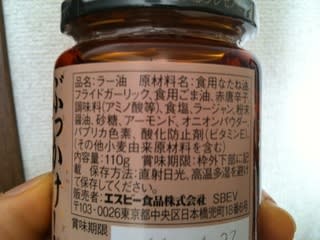 ぶっかけ
品名:ラー油 原材料名:食用なたね油、
フライドガーリック、食用ごま油、赤唐辛子
調味料(アミノ酸等)、食塩、ラージャン、粉末
醤油、砂糖、アーモンド、オニオンパウダー、
パプリカ色素、酸化防止剤(ビタミンE)、
(その他小麦由来原材料を含む)
内容量:110g 賞味期限:枠外下部に記
載 保存方法:直射日光、高温多湿を避け
て保存してください。
販売者:エスビー食品株式会社 SBEV
〒103-0026東京都中央区日本橋兜町18番6号
賞味期限